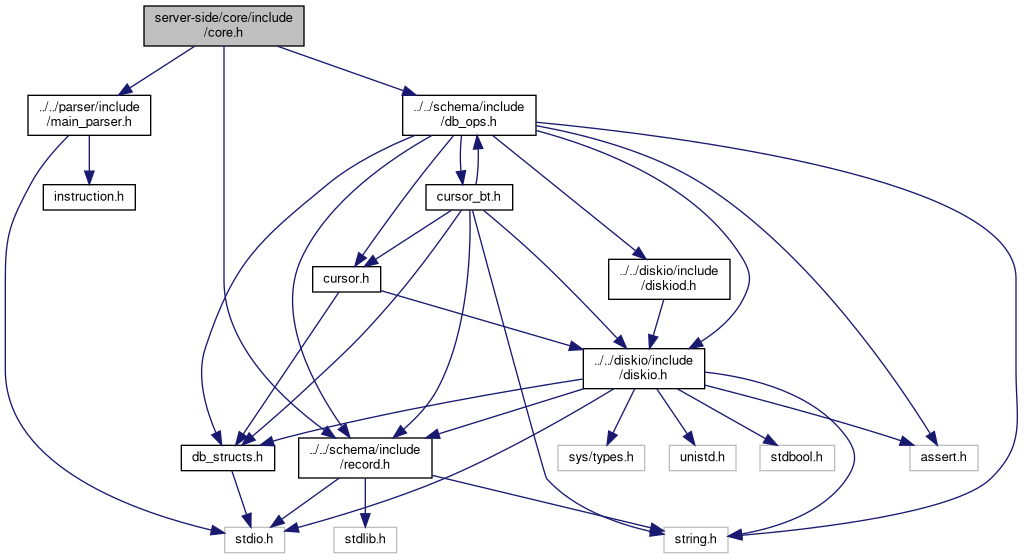 server-side/core/include
/core.h
../../parser/include
/main_parser.h
../../schema/include
/db_ops.h
instruction.h
cursor_bt.h
cursor.h
../../diskio/include
/diskiod.h
../../diskio/include
/diskio.h
db_structs.h
../../schema/include
/record.h
sys/types.h
unistd.h
stdbool.h
assert.h
stdio.h
stdlib.h
string.h